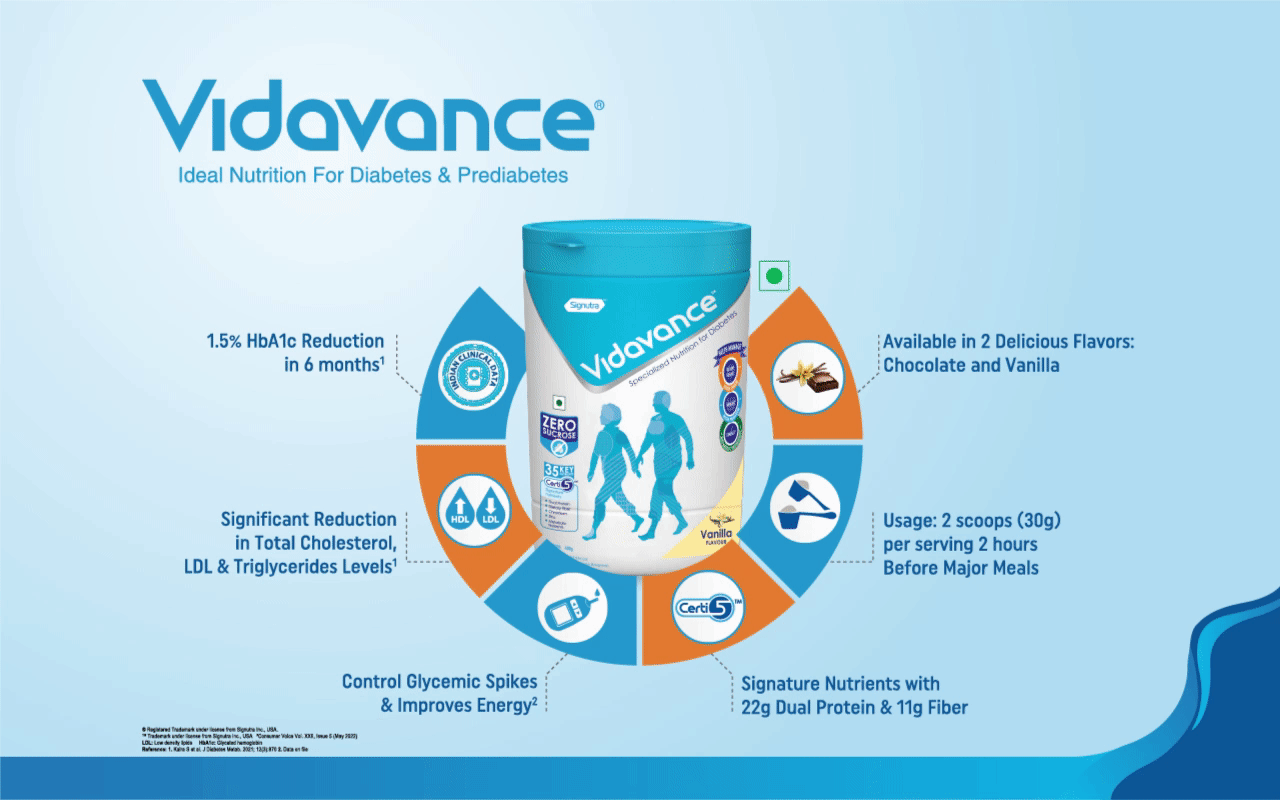 Vidavance®
Ideal Nutrition For Diabetes & Prediabetes
Signutra™
Vidavance™
Specialized Nutrition for Diabetes
ZERO
SUCROSE
35 KEY
Certi5™
Vanilla
FLAVOUR
1.5% HbA1c Reduction
in 6 months¹
INDIAN CLINICAL DATA
Available in 2 Delicious Flavors:
Chocolate and Vanilla
Significant Reduction
in Total Cholesterol,
LDL & Triglycerides Levels¹
HDL
LDL
Usage: 2 scoops (30g)
per serving 2 hours
Before Major Meals
Control Glycemic Spikes
& Improves Energy²
Certi5™
Signature Nutrients with
22g Dual Protein & 11g Fiber
® Registered Trademark under license from Signutra Inc., USA.
™ Trademark under license from Signutra Inc., USA *Consumer Voice Vol. XXII, Issue 5 (May 2022)
LDL: Low density lipids HbA1c: Glycated hemoglobin
Reference: 1. Kalra S et al. J Diabetes Metab. 2021; 12(3):876 2. Data on file